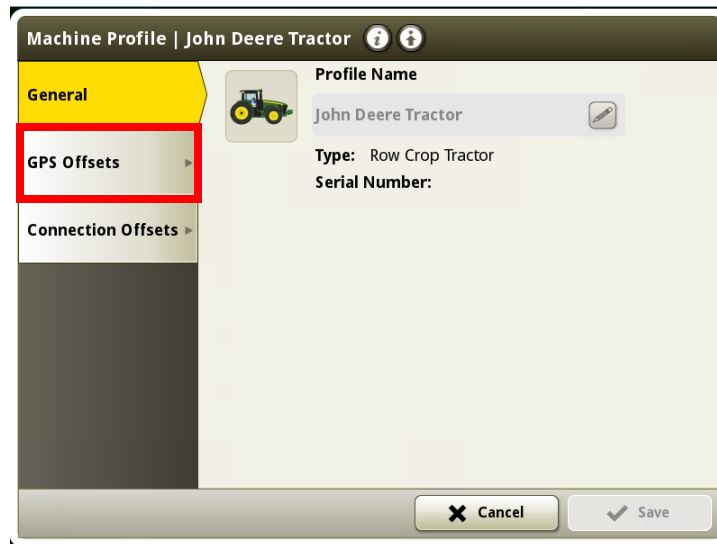 Machine Profile | John Deere Tractor
General
GPS Offsets
Connection Offsets
Profile Name
John Deere Tractor
Type: Row Crop Tractor
Serial Number:
Cancel
Save